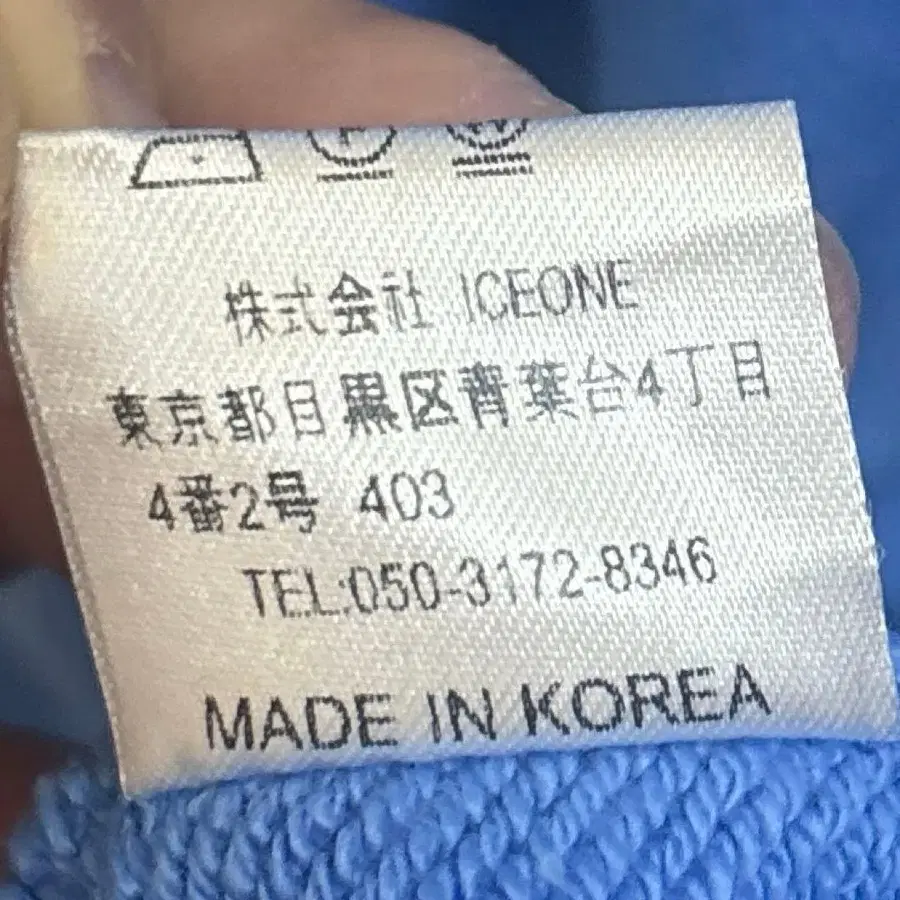 株式会社 ICEONE
東京都目黒区青葉台4丁目
4番2号 403
TEL:050-3172-8346
MADE IN KOREA